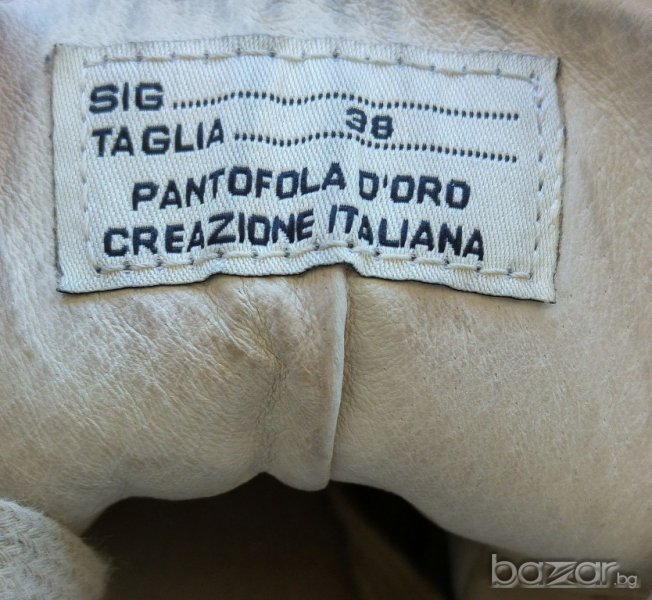 SIG........................................
TAGLIA ............38............
PANTOFOLA D'ORO
CREAZIONE ITALIANA
bazar.bg